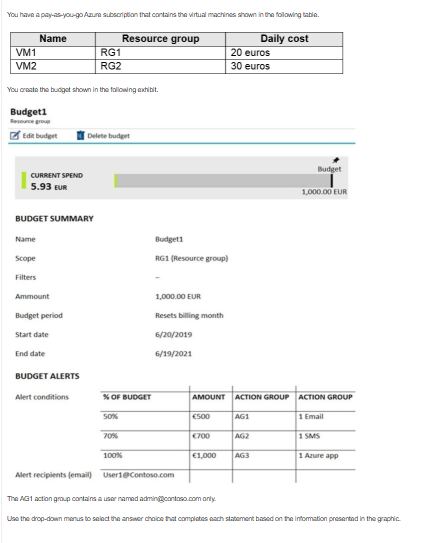 You have a pay-as-you-go Azure subscription that contains the virtual machines shown in the following table.
Name Resource group Daily cost
VM1 RG1 20 euros
VM2 RG2 30 euros
You create the budget shown in the following exhibit.
Budget1
Resource group
Edit budget Delete budget
CURRENT SPEND
5.93 EUR
Budget
1,000.00 EUR
BUDGET SUMMARY
Name Budget1
Scope RG1 (Resource group)
Filters -
Ammount 1,000.00 EUR
Budget period Resets billing month
Start date 6/20/2019
End date 6/19/2021
BUDGET ALERTS
Alert conditions % OF BUDGET AMOUNT ACTION GROUP ACTION GROUP
50% €500 AG1 1 Email
70% €700 AG2 1 SMS
100% €1,000 AG3 1 Azure app
Alert recipients (email) User1@Contoso.com
The AG1 action group contains a user named admin@contoso.com only.
Use the drop-down menus to select the answer choice that completes each statement based on the information presented in the graphic.